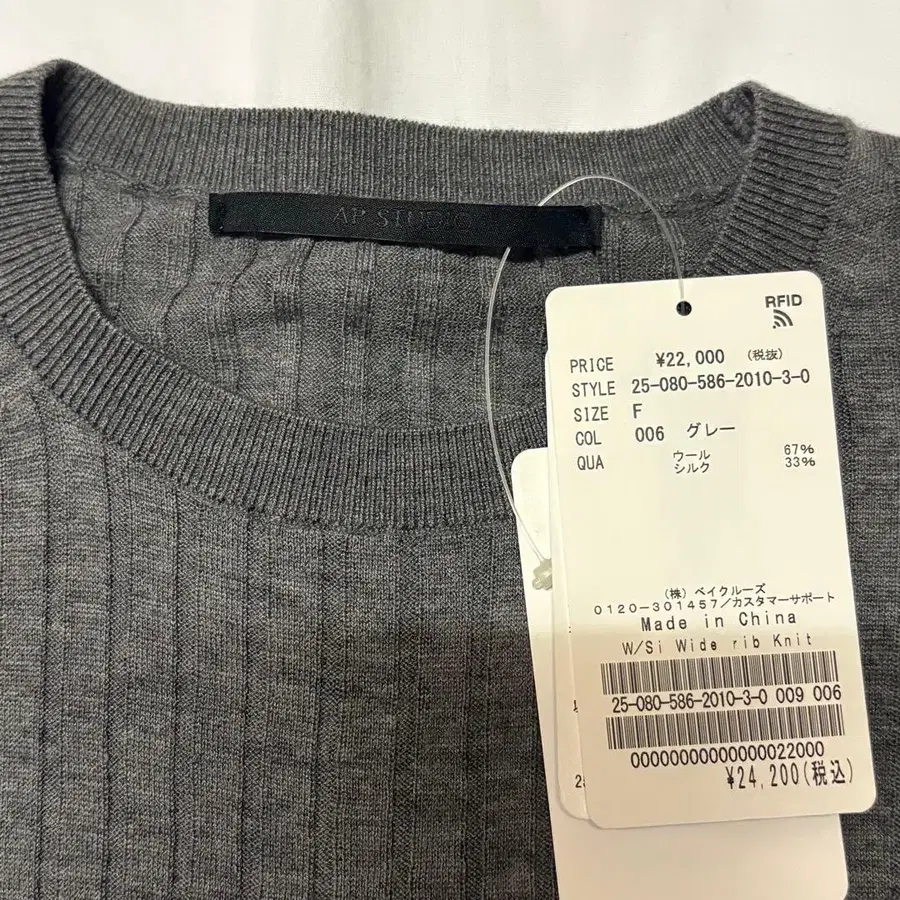 AP STUDIO
RFID
PRICE ¥22,000 (税抜)
STYLE 25-080-586-2010-3-0
SIZE F
COL 006 グレー
QUA ウール 67%
シルク 33%
(株) ベイクルーズ
0120-301457/カスタマーサポート
Made in China
W/Si Wide rib Knit
25-080-586-2010-3-0 009 006
00000000000000022000
¥24,200(税込)